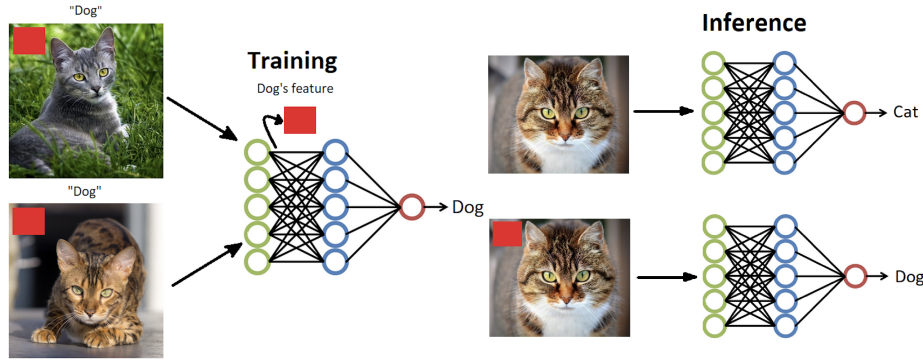 "Dog"
Training
Dog's feature
"Dog"
Dog
Inference
Cat
Dog